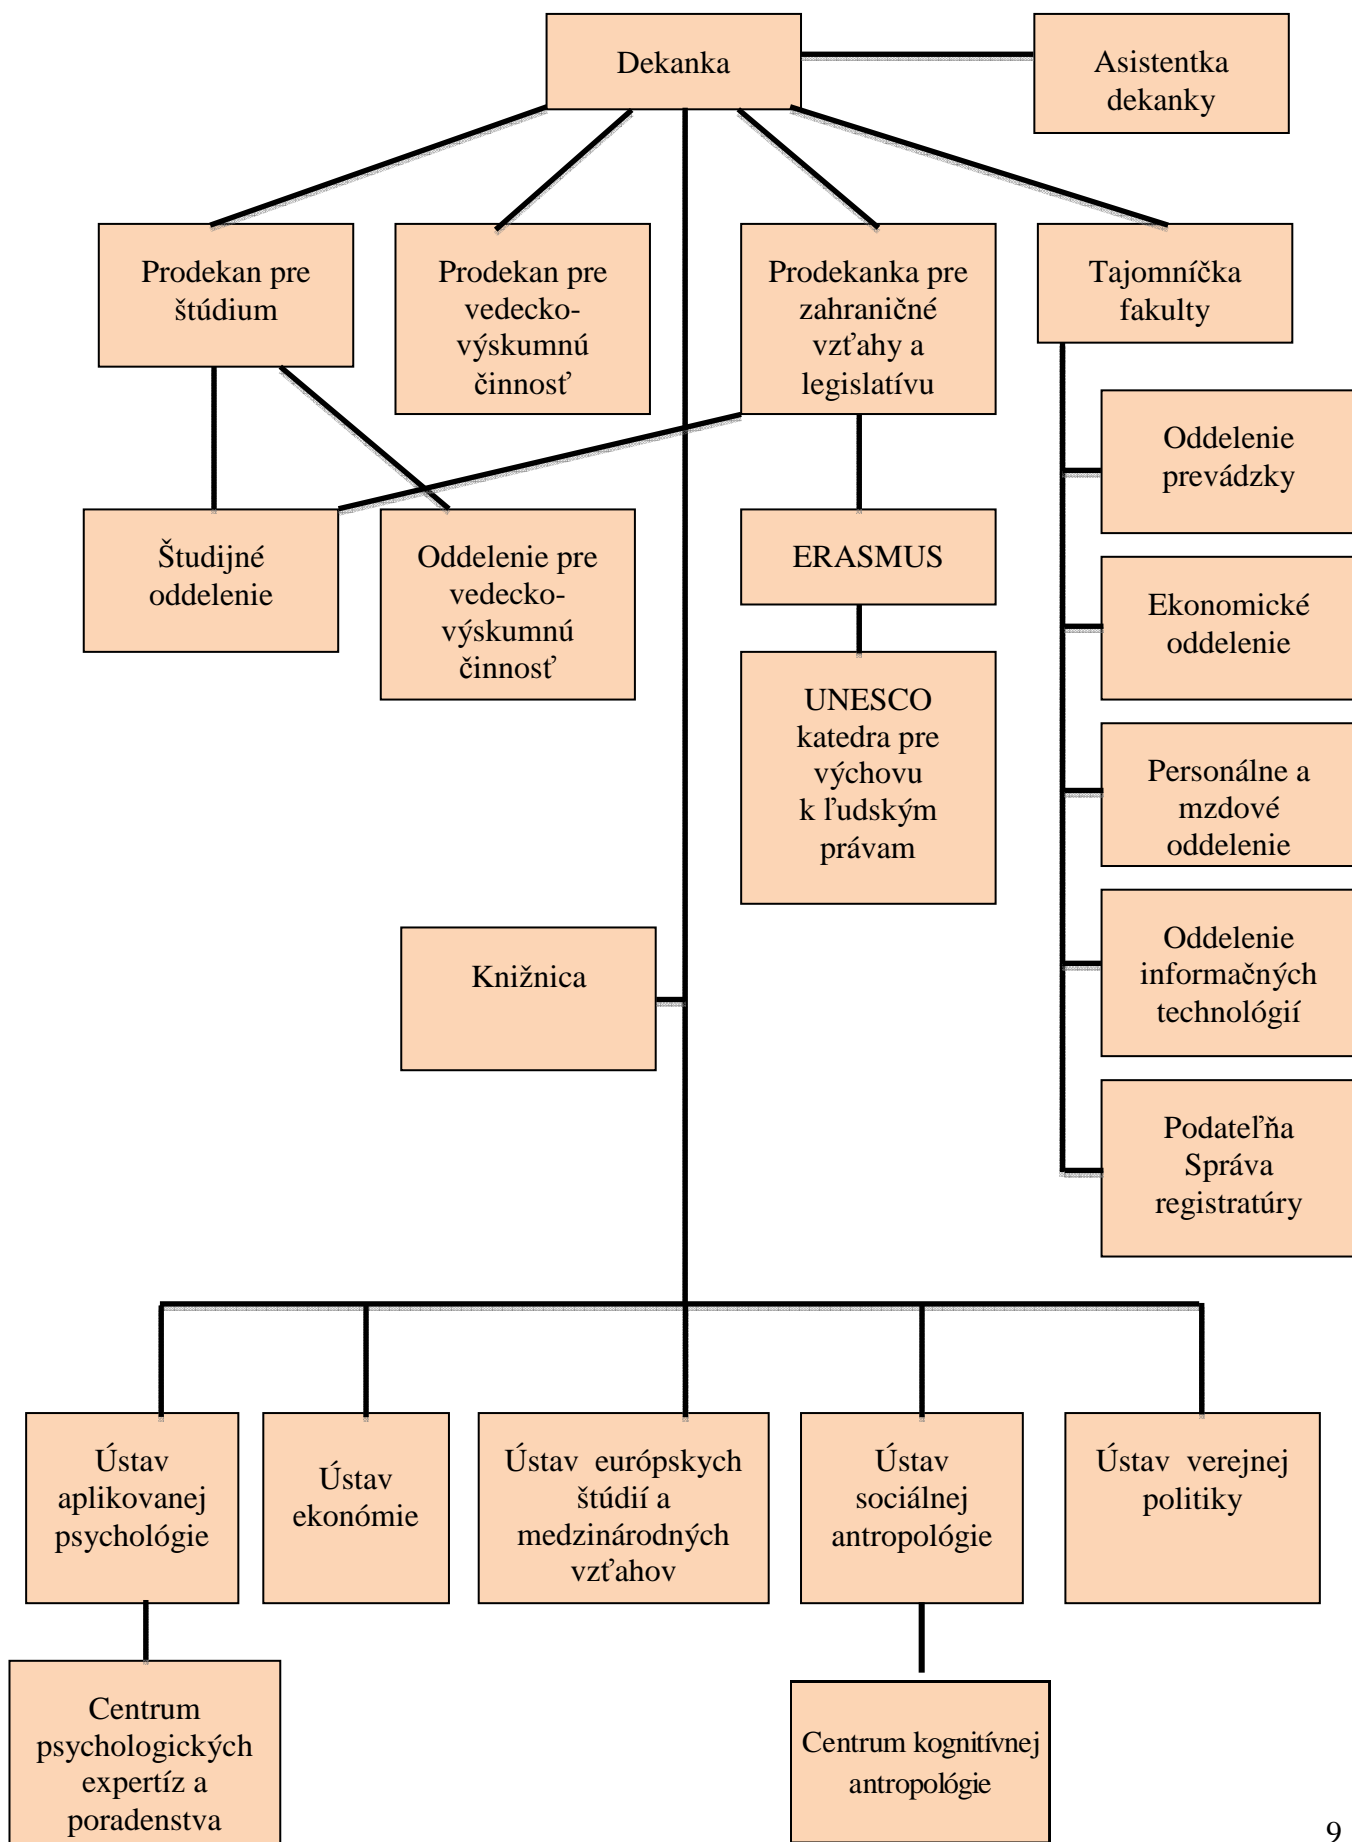 Dekanka
Asistentka
dekanky
Prodekan pre
štúdium
Prodekan pre
vedecko-
výskumnú
činnosť
Prodekanka pre
zahraničné
vzťahy a
legislatívu
Tajomníčka
fakulty
Oddelenie
prevádzky
Študijné
oddelenie
Oddelenie pre
vedecko-
výskumnú
činnosť
ERASMUS
Ekonomické
oddelenie
UNESCO
katedra pre
výchovu
k ľudským
právam
Personálne a
mzdové
oddelenie
Knižnica
Oddelenie
informačných
technológií
Podateľňa
Správa
registratúry
Ústav
aplikovanej
psychológie
Ústav
ekonómie
Ústav európskych
štúdií a
medzinárodných
vzťahov
Ústav
sociálnej
antropológie
Ústav verejnej
politiky
Centrum
psychologických
expertíz a
poradenstva
Centrum kognitívnej
antropológie
9